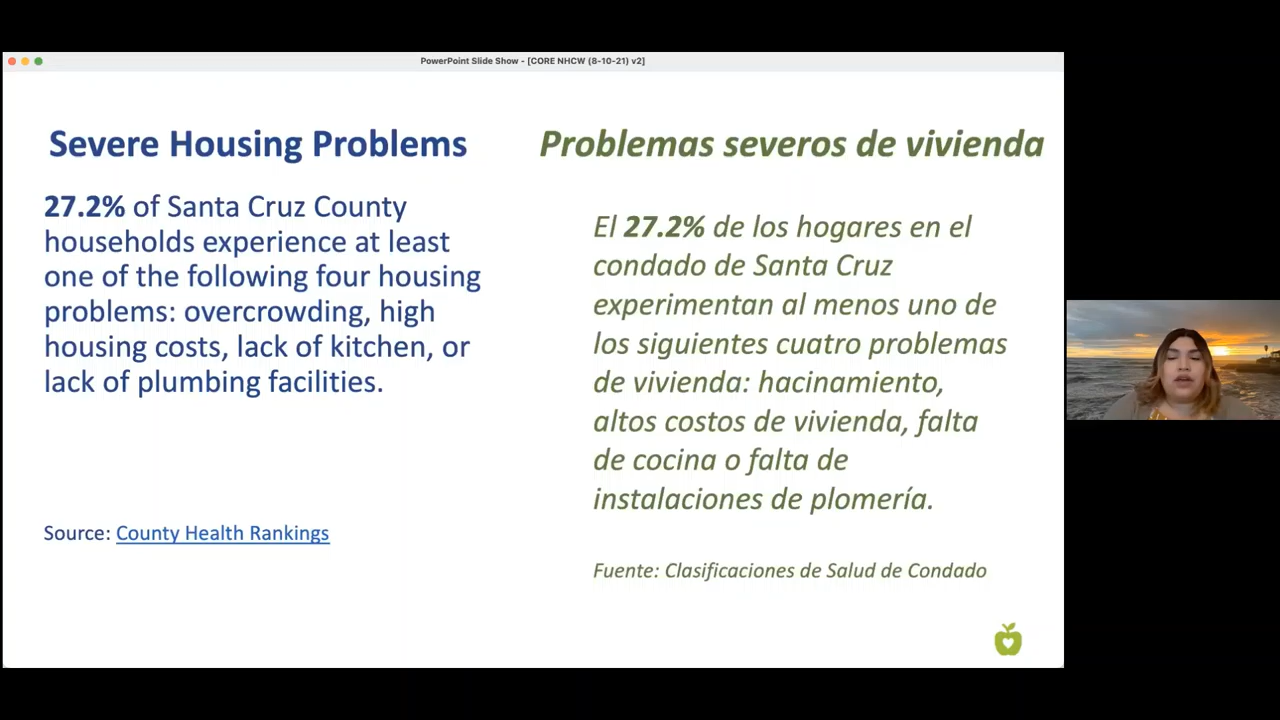 PowerPoint Slide Show - [CORE NHCW (8-10-21) v2]
Severe Housing Problems
27.2% of Santa Cruz County
households experience at least
one of the following four housing
problems: overcrowding, high
housing costs, lack of kitchen, or
lack of plumbing facilities.
Source: County Health Rankings
Problemas severos de vivienda
El 27.2% de los hogares en el
condado de Santa Cruz
experimentan al menos uno de
los siguientes cuatro problemas
de vivienda: hacinamiento,
altos costos de vivienda, falta
de cocina o falta de
instalaciones de plomería.
Fuente: Clasificaciones de Salud de Condado